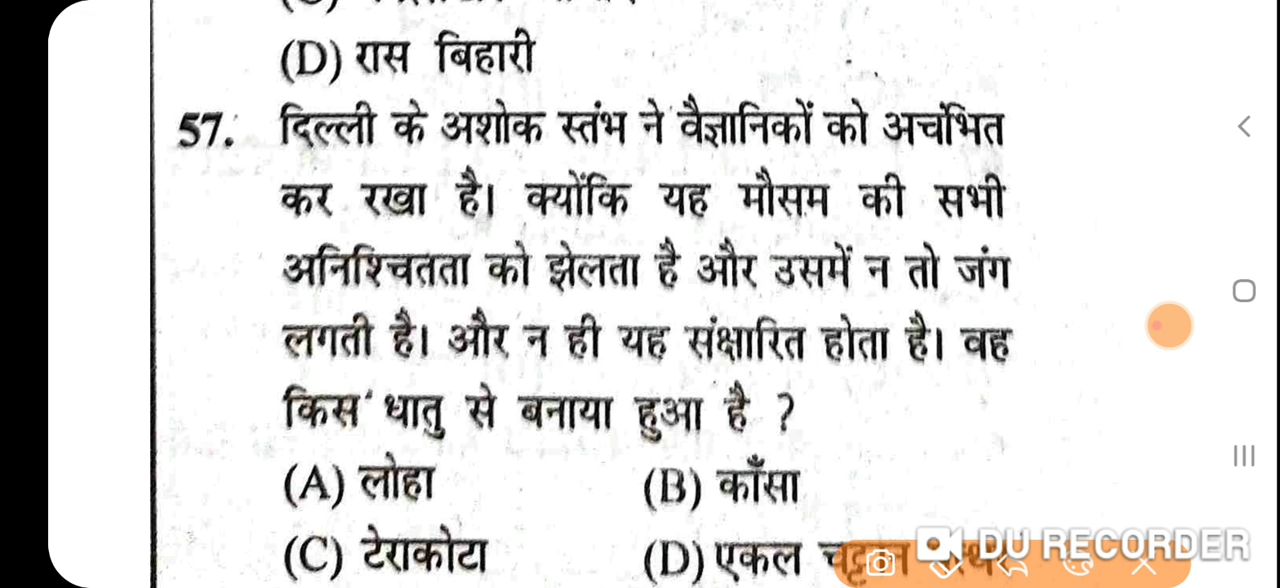 (D) रास बिहारी
57. दिल्ली के अशोक स्तंभ ने वैज्ञानिकों को अचंभित
कर रखा है। क्योंकि यह मौसम की सभी
अनिश्चितता को झेलता है और उसमें न तो जंग
लगती है। और न ही यह संक्षारित होता है। वह
किस धातु से बनाया हुआ है ?
(A) लोहा (B) काँसा
(C) टेराकोटा (D) एकल
DU RECORDER